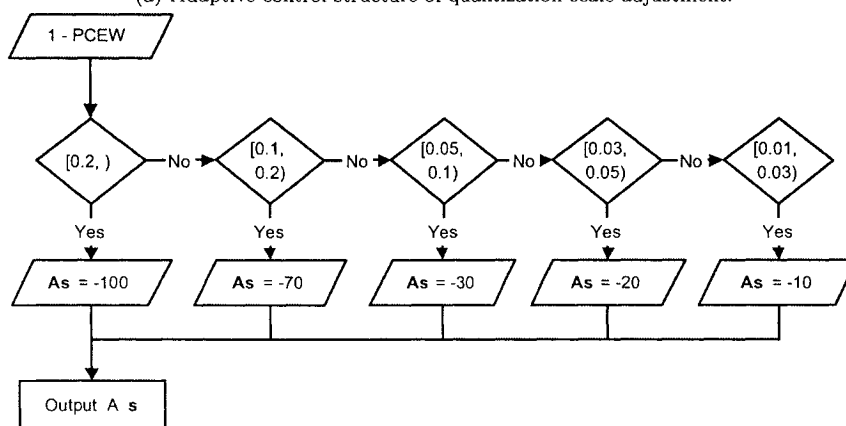 (a) Adaptive control structure of quantization scale adjustment.
1 - PCEW
[0.2, )
No
[0.1,
0.2)
No
[0.05,
0.1)
No
[0.03,
0.05)
No
[0.01,
0.03)
Yes
Yes
Yes
Yes
Yes
As = -100
As = -70
As = -30
As = -20
As = -10
Output A s